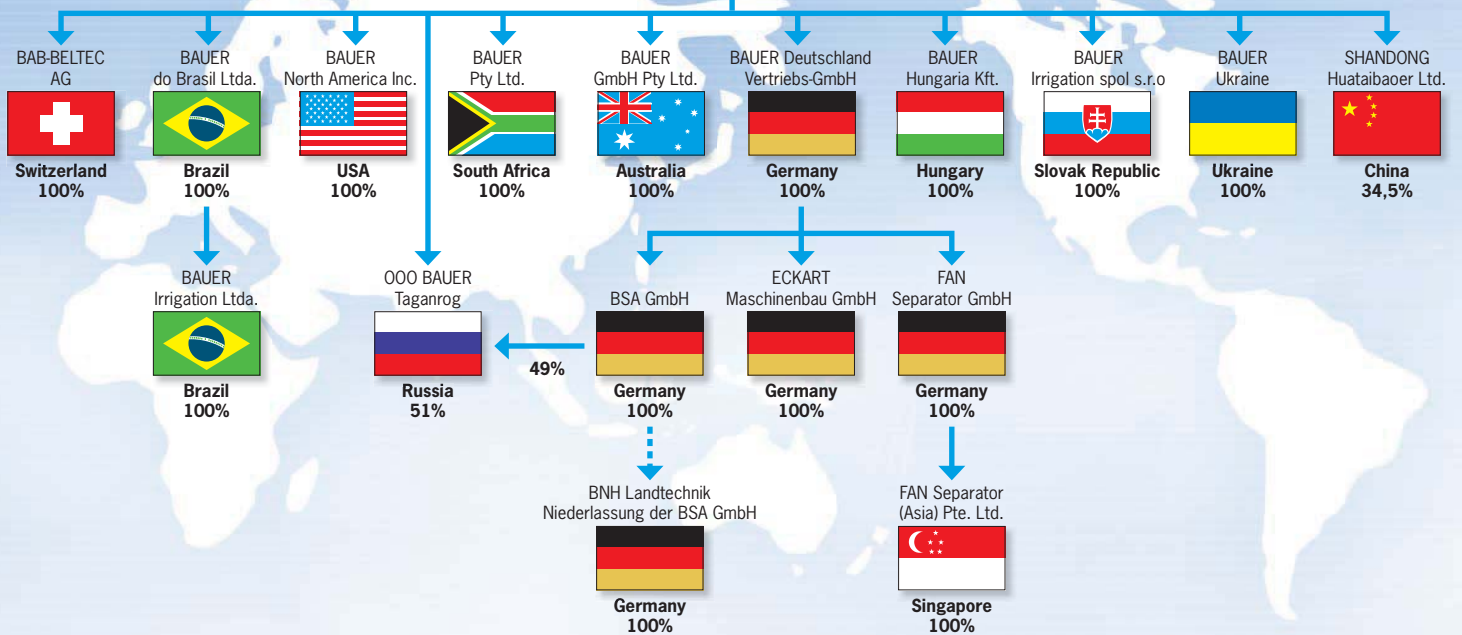 BAB-BELTEC
AG
Switzerland
100%
BAUER
do Brasil Ltda.
Brazil
100%
BAUER
North America Inc.
USA
100%
BAUER
Pty Ltd.
South Africa
100%
BAUER
GmbH Pty Ltd.
Australia
100%
BAUER Deutschland
Vertriebs-GmbH
Germany
100%
BAUER
Hungaria Kft.
Hungary
100%
BAUER
Irrigation spol s.r.o
Slovak Republic
100%
BAUER
Ukraine
Ukraine
100%
SHANDONG
Huataibaoer Ltd.
China
34,5%
BAUER
Irrigation Ltda.
Brazil
100%
OOO BAUER
Taganrog
Russia
51%
49%
BSA GmbH
Germany
100%
ECKART
Maschinenbau GmbH
Germany
100%
FAN
Separator GmbH
Germany
100%
BNH Landtechnik
Niederlassung der BSA GmbH
Germany
100%
FAN Separator
(Asia) Pte. Ltd.
Singapore
100%